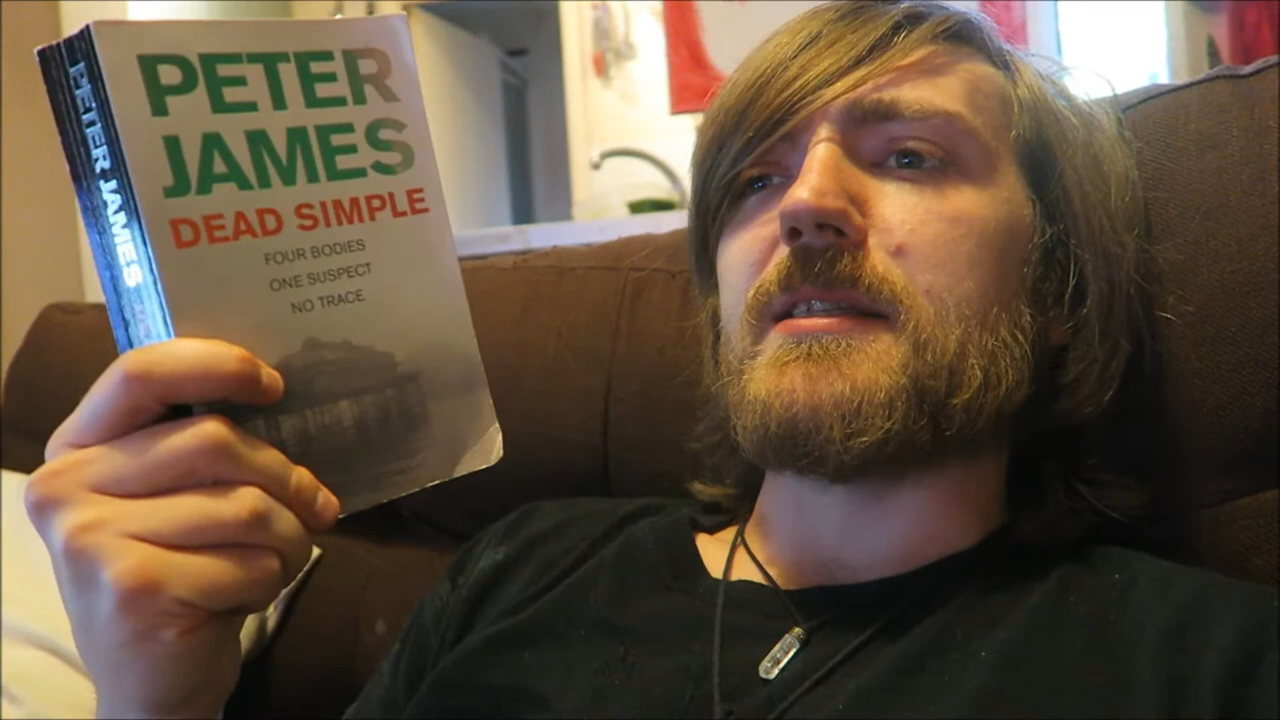 PETER
JAMES
DEAD SIMPLE
FOUR BODIES
ONE SUSPECT
NO TRACE
PETER JAMES